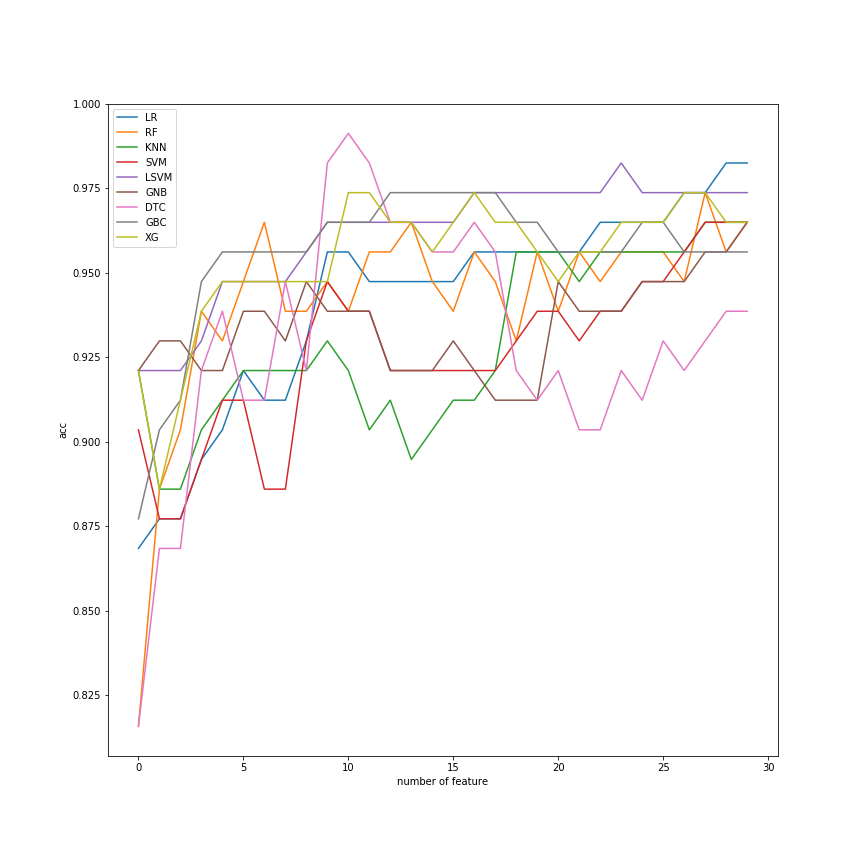 1.000
0.975
0.950
0.925
0.900
0.875
0.850
0.825
acc
LR
RF
KNN
SVM
LSVM
GNB
DTC
GBC
XG
0 5 10 15 20 25 30
number of feature